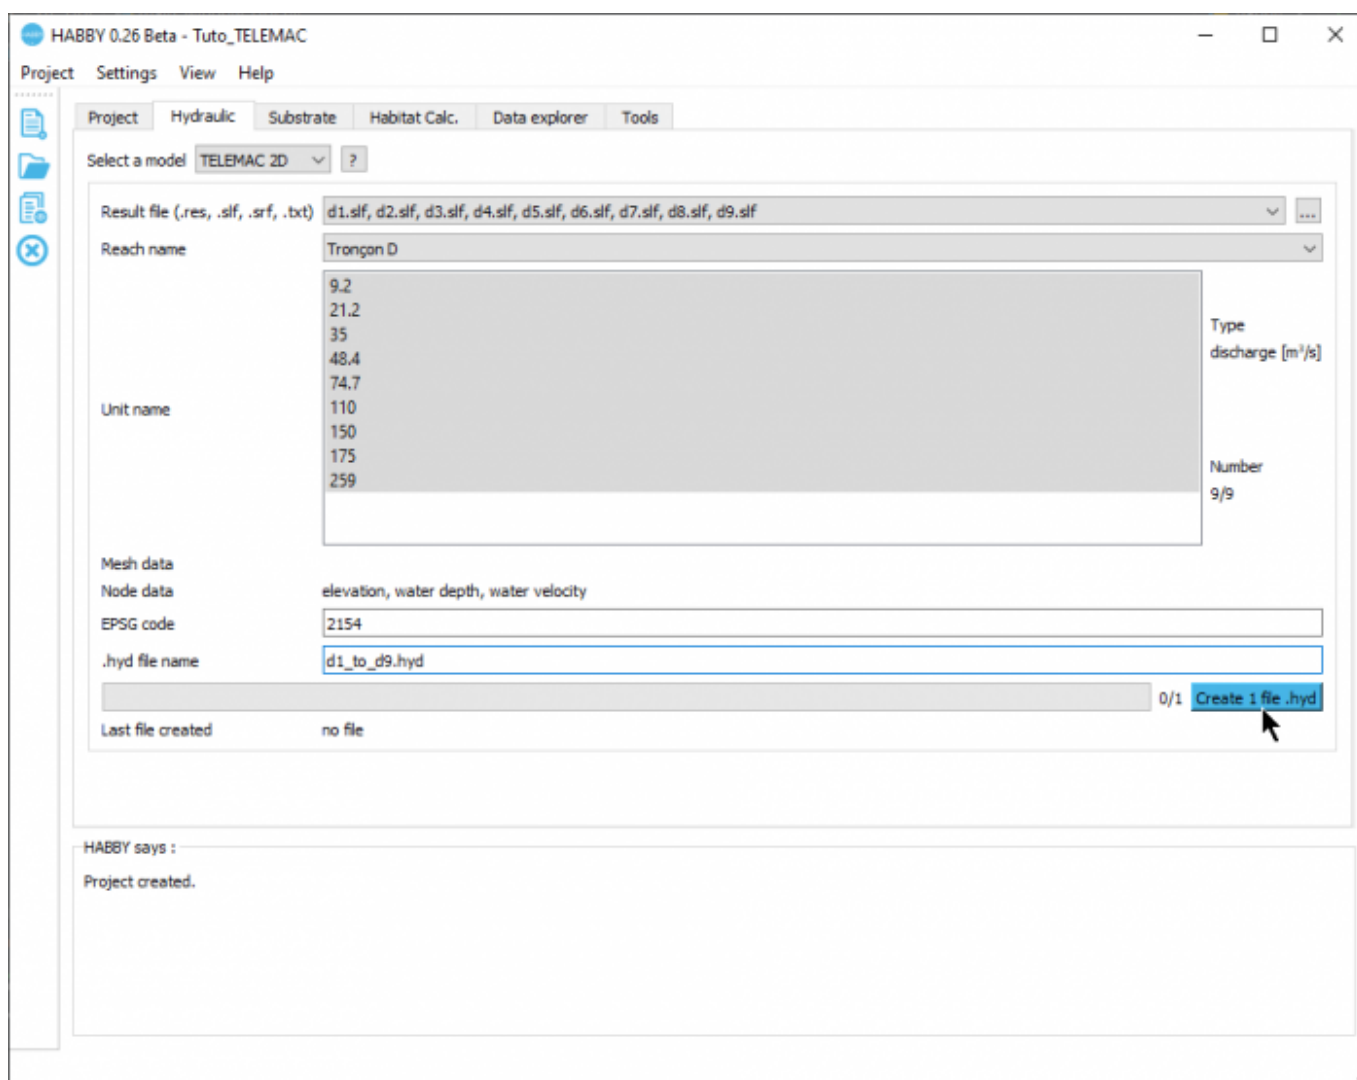 HABBY 0.26 Beta - Tuto_TELEMAC
Project Settings View Help
Project Hydraulic Substrate Habitat Calc. Data explorer Tools
Select a model TELEMAC 2D ?
Result file (.res, .slf, .srf, .txt) d1.slf, d2.slf, d3.slf, d4.slf, d5.slf, d6.slf, d7.slf, d8.slf, d9.slf ...
Reach name Tronçon D
9.2
21.2
35
48.4
74.7
110
150
175
259
Unit name
Type
discharge [m³/s]
Number
9/9
Mesh data
Node data elevation, water depth, water velocity
EPSG code 2154
.hyd file name d1_to_d9.hyd
0/1 Create 1 file .hyd
Last file created no file
HABBY says :
Project created.